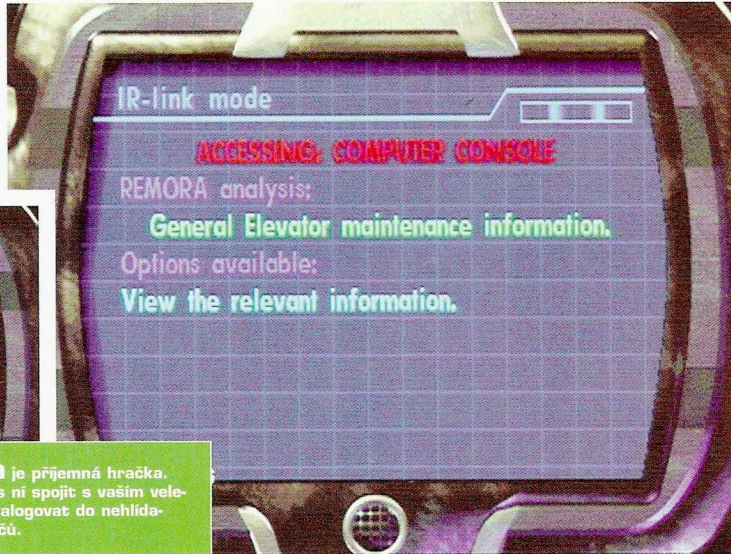 IR-link mode
ACCESSING: COMPUTER CONSOLE
REMORA analysis:
General Elevator maintenance information.
Options available:
View the relevant information.
je příjemná hračka.
s ní spojit s vaším vele-
alogovat do nehlída-
čů.